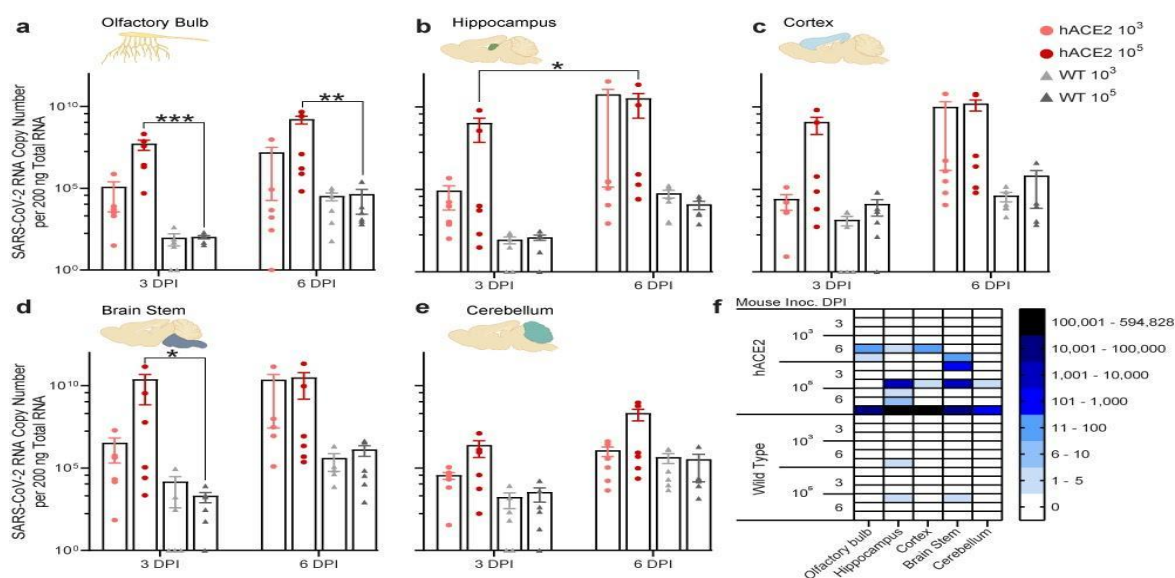 a
Olfactory Bulb
b
Hippocampus
c
Cortex
hACE2 10³
hACE2 10⁵
WT 10³
WT 10⁵
SARS-CoV-2 RNA Copy Number
per 200 ng Total RNA
10¹⁰
10⁵
10⁰
***
**
*
3 DPI
6 DPI
3 DPI
6 DPI
3 DPI
6 DPI
d
Brain Stem
e
Cerebellum
SARS-CoV-2 RNA Copy Number
per 200 ng Total RNA
10¹⁰
10⁵
10⁰
*
3 DPI
6 DPI
3 DPI
6 DPI
f
Mouse Inoc. DPI
hACE2
10³
3
6
10⁵
3
6
Wild Type
10³
3
6
10⁵
3
6
Olfactory bulb
Hippocampus
Cortex
Brain Stem
Cerebellum
100,001 - 594,828
10,001 - 100,000
1,001 - 10,000
101 - 1,000
11 - 100
6 - 10
1 - 5
0